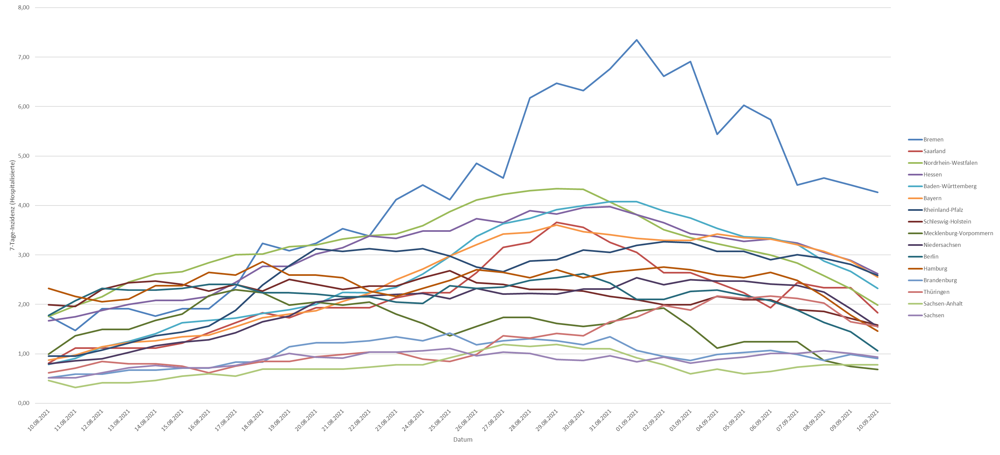 8,00
7,00
6,00
5,00
4,00
3,00
2,00
1,00
0,00
7-Tage-Inzidenz (Hospitalisierte)
10.08.2021
11.08.2021
12.08.2021
13.08.2021
14.08.2021
15.08.2021
16.08.2021
17.08.2021
18.08.2021
19.08.2021
20.08.2021
21.08.2021
22.08.2021
23.08.2021
24.08.2021
25.08.2021
26.08.2021
27.08.2021
28.08.2021
29.08.2021
30.08.2021
31.08.2021
01.09.2021
02.09.2021
03.09.2021
04.09.2021
05.09.2021
06.09.2021
07.09.2021
08.09.2021
09.09.2021
10.09.2021
Datum
Bremen
Saarland
Nordrhein-Westfalen
Hessen
Baden-Württemberg
Bayern
Rheinland-Pfalz
Schleswig-Holstein
Mecklenburg-Vorpommern
Niedersachsen
Berlin
Hamburg
Brandenburg
Thüringen
Sachsen-Anhalt
Sachsen